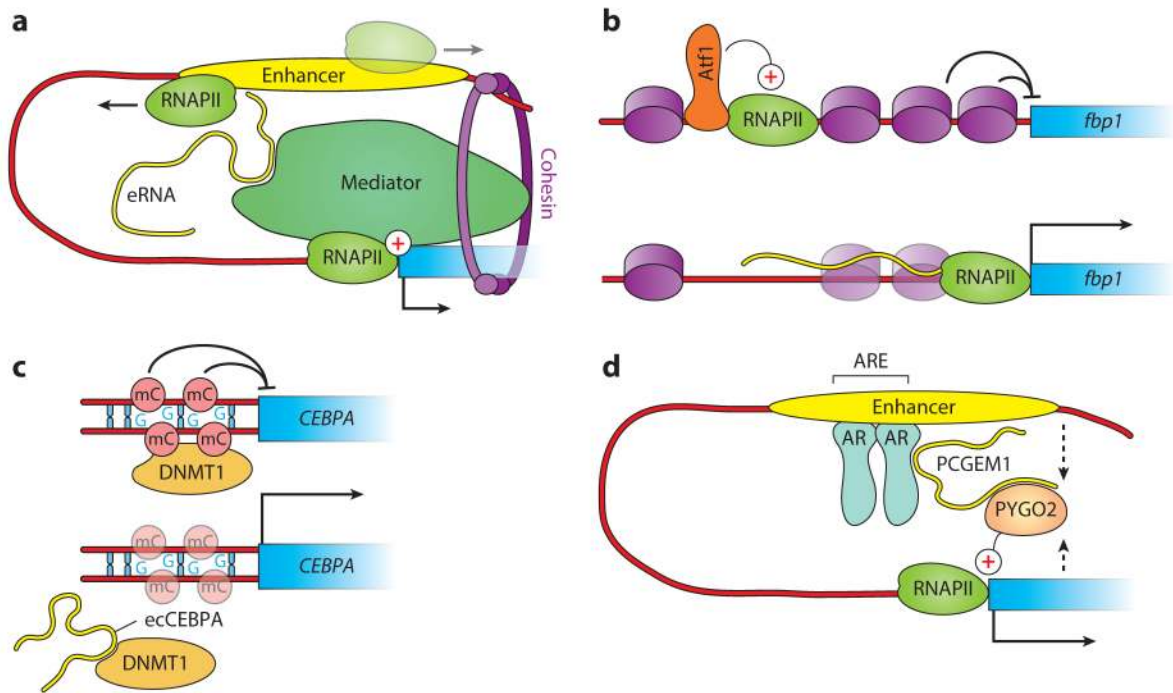 a
Enhancer
RNAPII
eRNA
Mediator
Cohesin
RNAPII
+
b
Atf1
+
RNAPII
fbp1
RNAPII
fbp1
c
mC
mC
G
G
G
G
mC
mC
CEBPA
DNMT1
mC
mC
G
G
G
G
mC
mC
CEBPA
ecCEBPA
DNMT1
d
ARE
Enhancer
AR
AR
PCGEM1
PYGO2
+
RNAPII